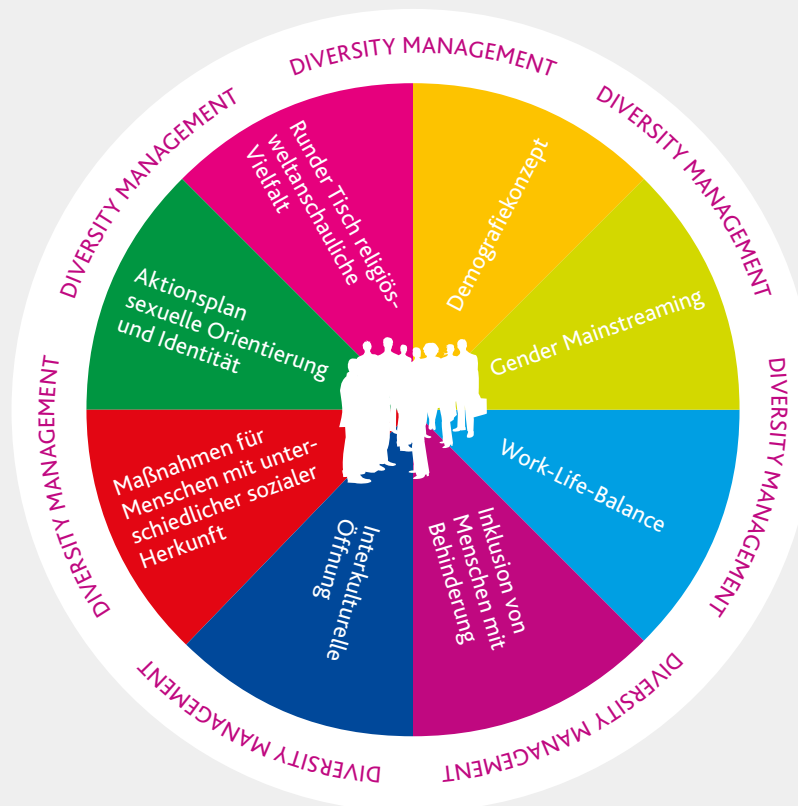 DIVERSITY MANAGEMENT
DIVERSITY MANAGEMENT
DIVERSITY MANAGEMENT
DIVERSITY MANAGEMENT
DIVERSITY MANAGEMENT
DIVERSITY MANAGEMENT
DIVERSITY MANAGEMENT
DIVERSITY MANAGEMENT
Demografiekonzept
Gender Mainstreaming
Work-Life-Balance
Inklusion von
Menschen mit
Behinderung
Interkulturelle
Öffnung
Maßnahmen für
Menschen mit unter-
schiedlicher sozialer
Herkunft
Aktionsplan
sexuelle Orientierung
und Identität
Runder Tisch religiös-
weltanschauliche
Vielfalt